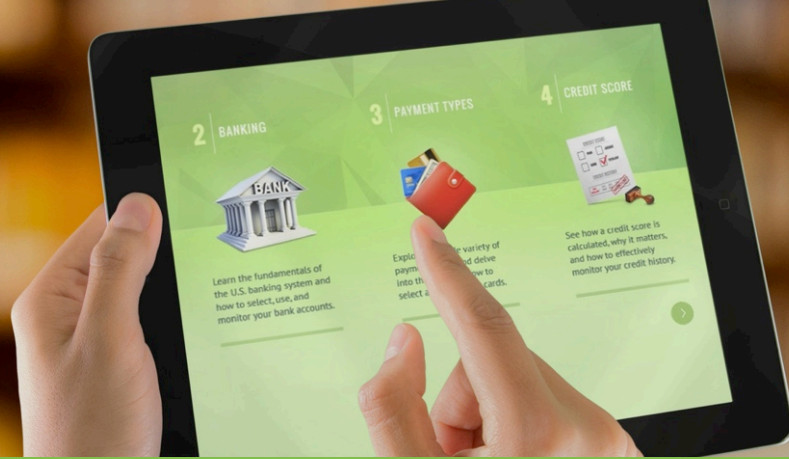 2 BANKING
BANK
Learn the fundamentals of
the U.S. banking system and
how to select, use, and
monitor your bank accounts.
3 PAYMENT TYPES
variety of
delve
into
select cards.
4 CREDIT SCORE
See how a credit score is
calculated, why it matters,
and how to effectively
monitor your credit history.